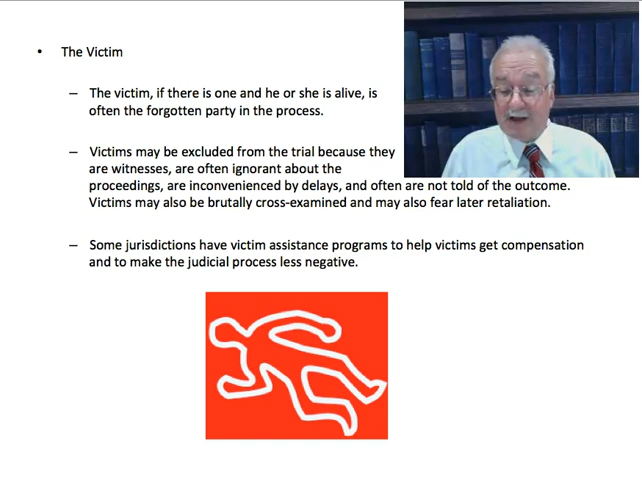 • The Victim
– The victim, if there is one and he or she is alive, is
often the forgotten party in the process.
– Victims may be excluded from the trial because they
are witnesses, are often ignorant about the
proceedings, are inconvenienced by delays, and often are not told of the outcome.
Victims may also be brutally cross-examined and may also fear later retaliation.
– Some jurisdictions have victim assistance programs to help victims get compensation
and to make the judicial process less negative.